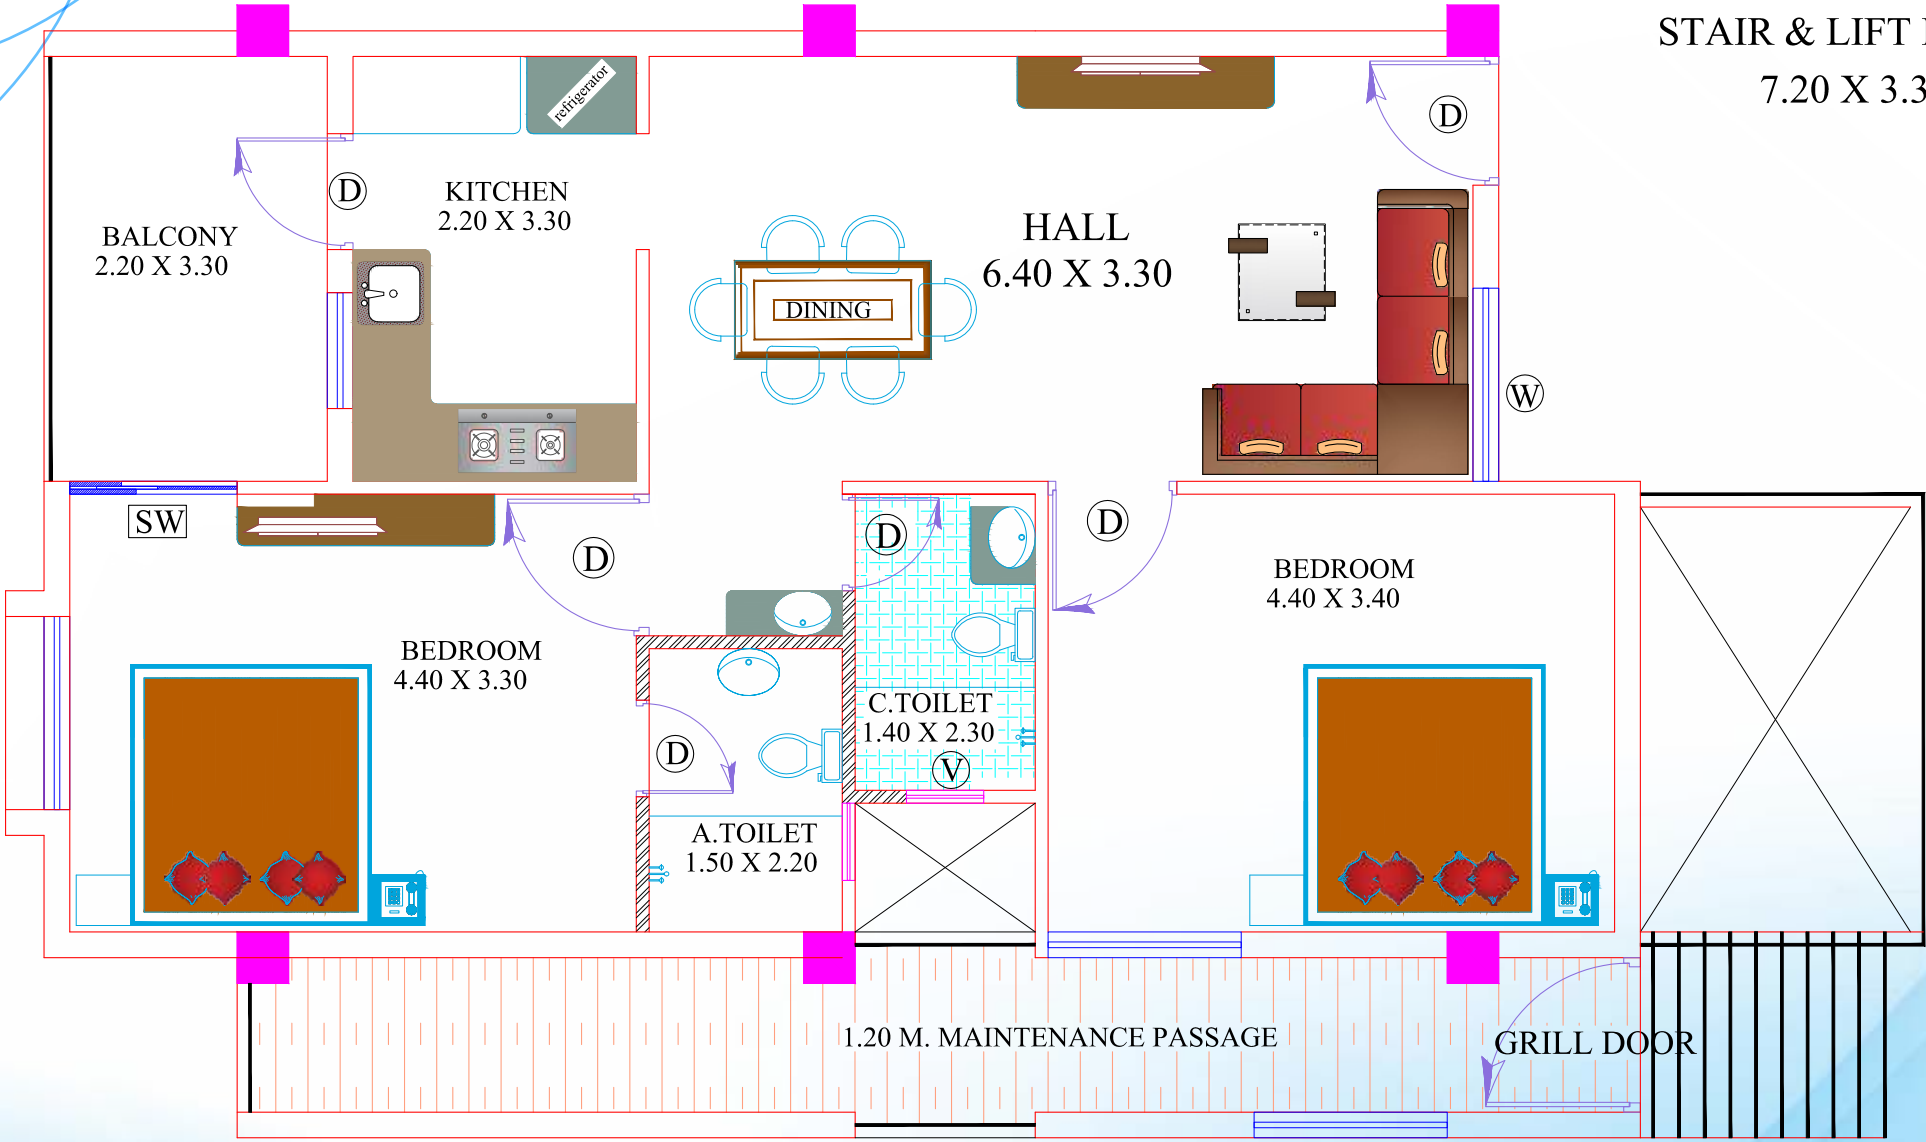 STAIR & LIFT
7.20 X 3.3
refrigerator
D
D
KITCHEN
2.20 X 3.30
BALCONY
2.20 X 3.30
HALL
6.40 X 3.30
DINING
W
SW
D
D
D
BEDROOM
4.40 X 3.40
BEDROOM
4.40 X 3.30
C.TOILET
1.40 X 2.30
D
V
A.TOILET
1.50 X 2.20
1.20 M. MAINTENANCE PASSAGE
GRILL DOOR